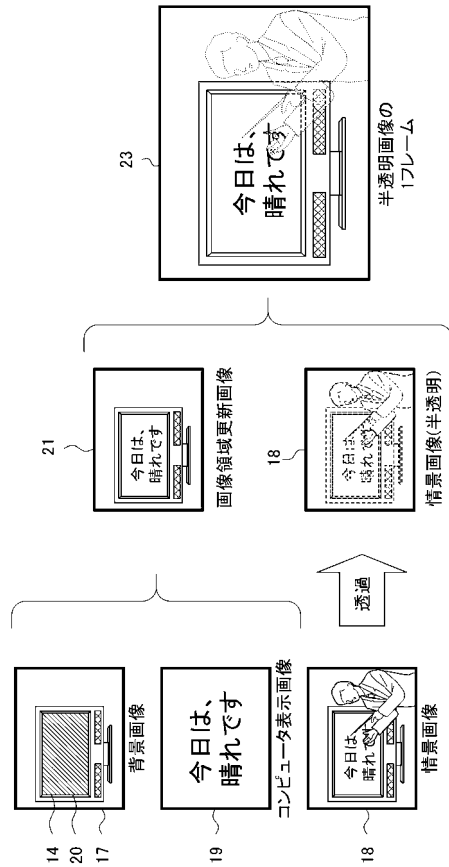 14
20
17
背景画像
19
今日は、
晴れです
コンピュータ表示画像
18
今日は、
晴れで
情景画像
透過
21
今日は、
晴れです
画像領域更新画像
18
今日は、
晴れで
情景画像(半透明)
23
今日は、
晴れです
半透明画像の
1フレーム